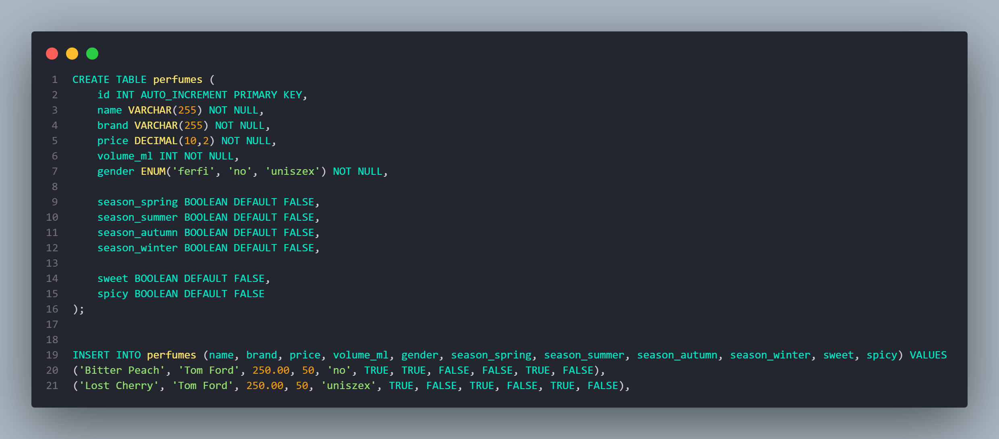 1 CREATE TABLE perfumes (
2     id INT AUTO_INCREMENT PRIMARY KEY,
3     name VARCHAR(255) NOT NULL,
4     brand VARCHAR(255) NOT NULL,
5     price DECIMAL(10,2) NOT NULL,
6     volume_ml INT NOT NULL,
7     gender ENUM('ferfi', 'no', 'uniszex') NOT NULL,
8
9     season_spring BOOLEAN DEFAULT FALSE,
10     season_summer BOOLEAN DEFAULT FALSE,
11     season_autumn BOOLEAN DEFAULT FALSE,
12     season_winter BOOLEAN DEFAULT FALSE,
13
14     sweet BOOLEAN DEFAULT FALSE,
15     spicy BOOLEAN DEFAULT FALSE
16 );
17
18
19 INSERT INTO perfumes (name, brand, price, volume_ml, gender, season_spring, season_summer, season_autumn, season_winter, sweet, spicy) VALUES
20 ('Bitter Peach', 'Tom Ford', 250.00, 50, 'no', TRUE, TRUE, FALSE, FALSE, TRUE, FALSE),
21 ('Lost Cherry', 'Tom Ford', 250.00, 50, 'uniszex', TRUE, FALSE, TRUE, FALSE, TRUE, FALSE),